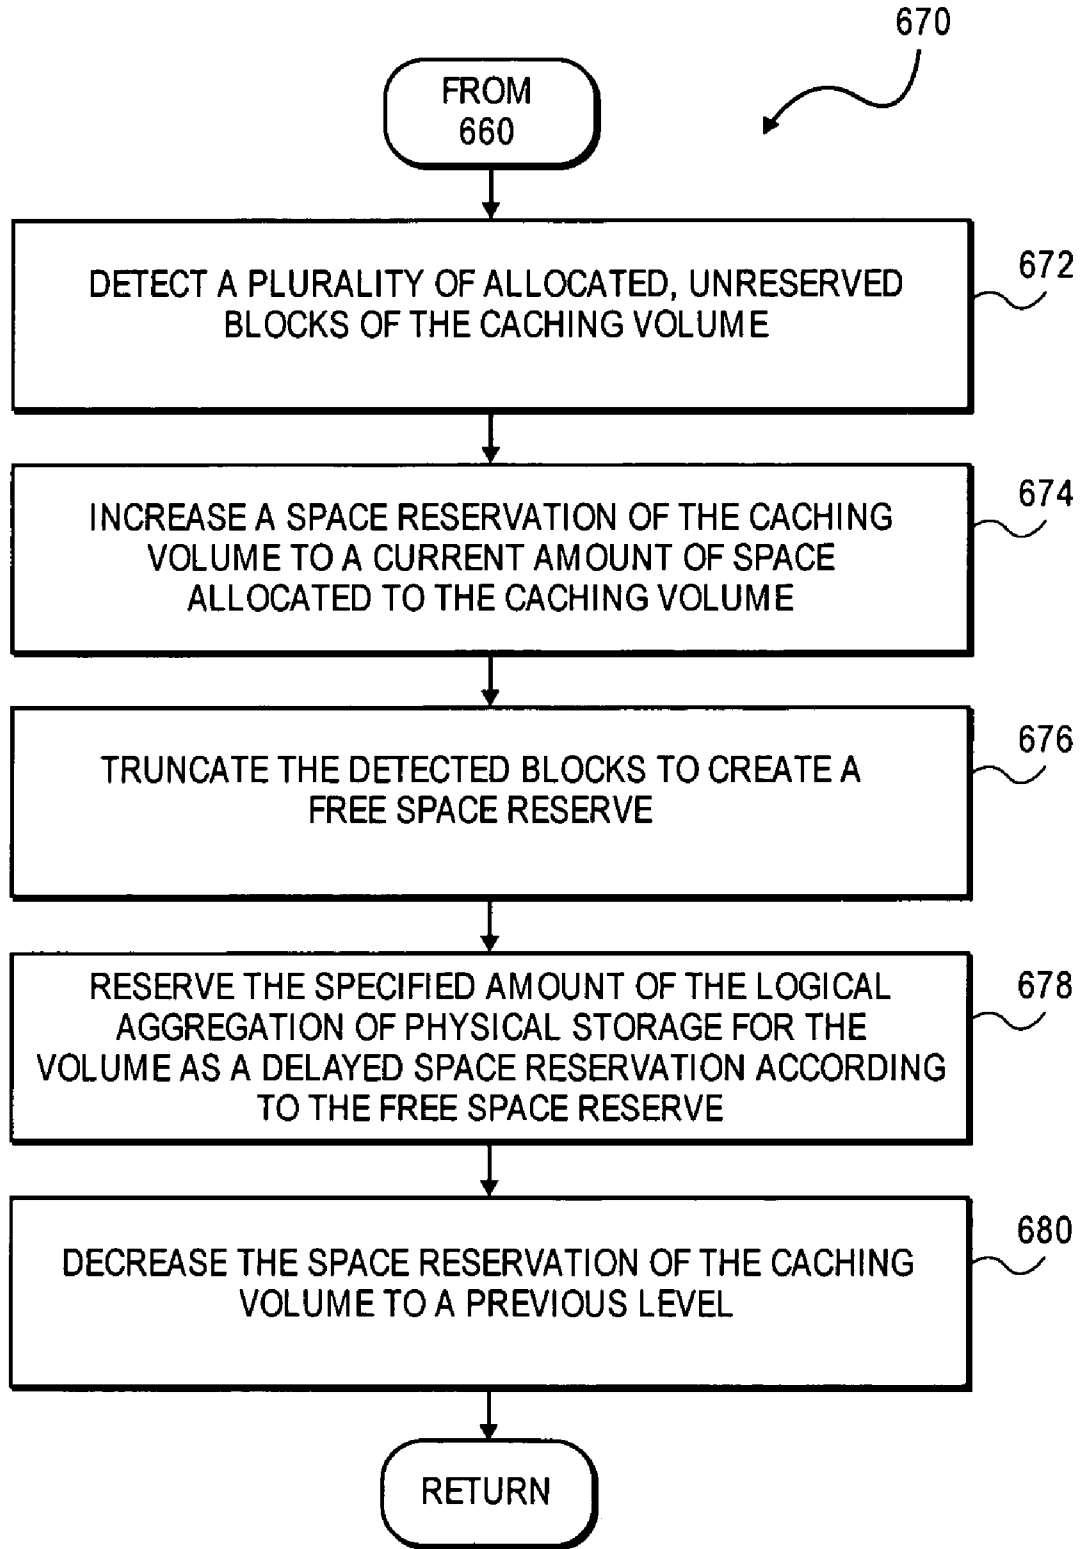 670
FROM
660
DETECT A PLURALITY OF ALLOCATED, UNRESERVED
BLOCKS OF THE CACHING VOLUME
672
INCREASE A SPACE RESERVATION OF THE CACHING
VOLUME TO A CURRENT AMOUNT OF SPACE
ALLOCATED TO THE CACHING VOLUME
674
TRUNCATE THE DETECTED BLOCKS TO CREATE A
FREE SPACE RESERVE
676
RESERVE THE SPECIFIED AMOUNT OF THE LOGICAL
AGGREGATION OF PHYSICAL STORAGE FOR THE
VOLUME AS A DELAYED SPACE RESERVATION ACCORDING
TO THE FREE SPACE RESERVE
678
DECREASE THE SPACE RESERVATION OF THE CACHING
VOLUME TO A PREVIOUS LEVEL
680
RETURN